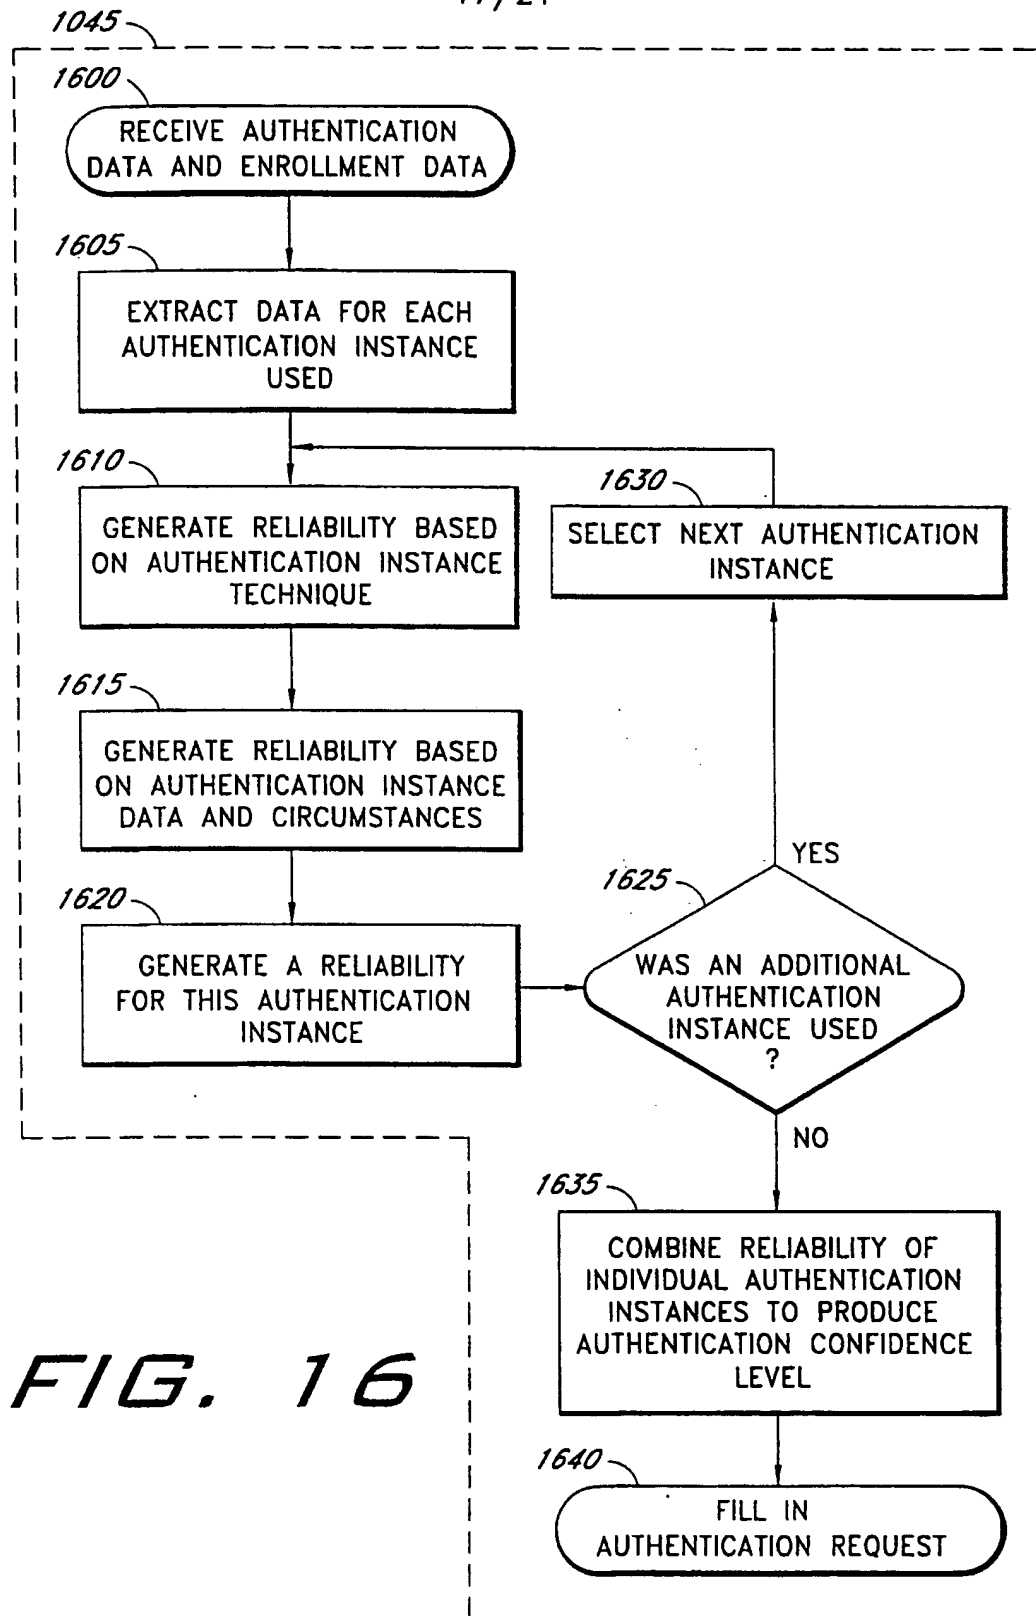 1045
1600
RECEIVE AUTHENTICATION
DATA AND ENROLLMENT DATA
1605
EXTRACT DATA FOR EACH
AUTHENTICATION INSTANCE
USED
1610
GENERATE RELIABILITY BASED
ON AUTHENTICATION INSTANCE
TECHNIQUE
1630
SELECT NEXT AUTHENTICATION
INSTANCE
1615
GENERATE RELIABILITY BASED
ON AUTHENTICATION INSTANCE
DATA AND CIRCUMSTANCES
1620
GENERATE A RELIABILITY
FOR THIS AUTHENTICATION
INSTANCE
YES
1625
WAS AN ADDITIONAL
AUTHENTICATION
INSTANCE USED
?
NO
1635
COMBINE RELIABILITY OF
INDIVIDUAL AUTHENTICATION
INSTANCES TO PRODUCE
AUTHENTICATION CONFIDENCE
LEVEL
1640
FILL IN
AUTHENTICATION REQUEST
FIG. 16